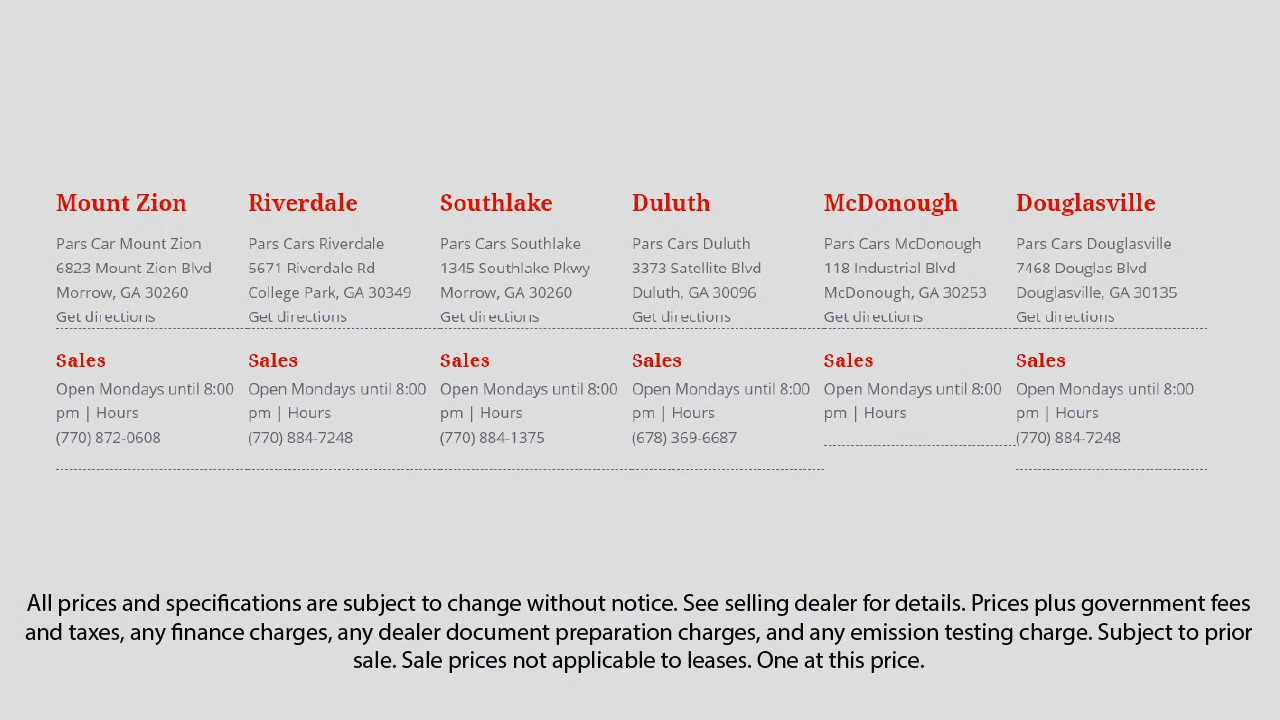 Mount Zion
Pars Car Mount Zion
6823 Mount Zion Blvd
Morrow, GA 30260
Get directions
Sales
Open Mondays until 8:00
pm | Hours
(770) 872-0608
Riverdale
Pars Cars Riverdale
5671 Riverdale Rd
College Park, GA 30349
Get directions
Sales
Open Mondays until 8:00
pm | Hours
(770) 884-7248
Southlake
Pars Cars Southlake
1345 Southlake Pkwy
Morrow, GA 30260
Get directions
Sales
Open Mondays until 8:00
pm | Hours
(770) 884-1375
Duluth
Pars Cars Duluth
3373 Satellite Blvd
Duluth, GA 30096
Get directions
Sales
Open Mondays until 8:00
pm | Hours
(678) 369-6687
McDonough
Pars Cars McDonough
118 Industrial Blvd
McDonough, GA 30253
Get directions
Sales
Open Mondays until 8:00
pm | Hours
Douglasville
Pars Cars Douglasville
7468 Douglas Blvd
Douglasville, GA 30135
Get directions
Sales
Open Mondays until 8:00
pm | Hours
(770) 884-7248
All prices and specifications are subject to change without notice. See selling dealer for details. Prices plus government fees
and taxes, any finance charges, any dealer document preparation charges, and any emission testing charge. Subject to prior
sale. Sale prices not applicable to leases. One at this price.